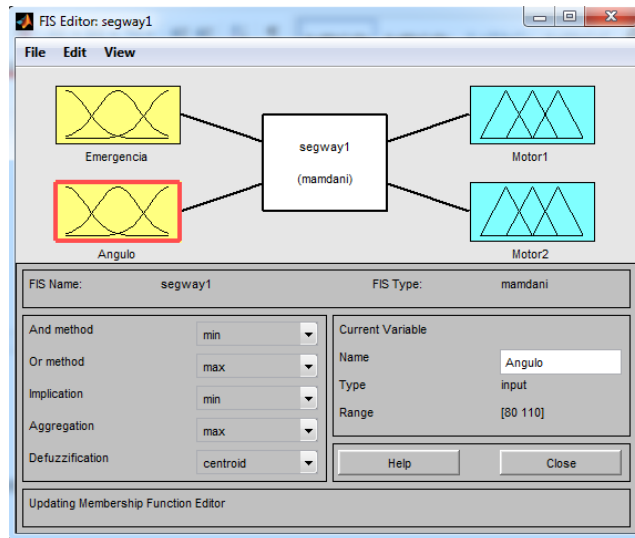 FIS Editor: segway1
File Edit View
Emergencia
segway1
(mamdani)
Motor1
Angulo
Motor2
FIS Name: segway1 FIS Type: mamdani
And method min
Or method max
Implication min
Aggregation max
Defuzzification centroid
Current Variable
Name Angulo
Type input
Range [80 110]
Help Close
Updating Membership Function Editor